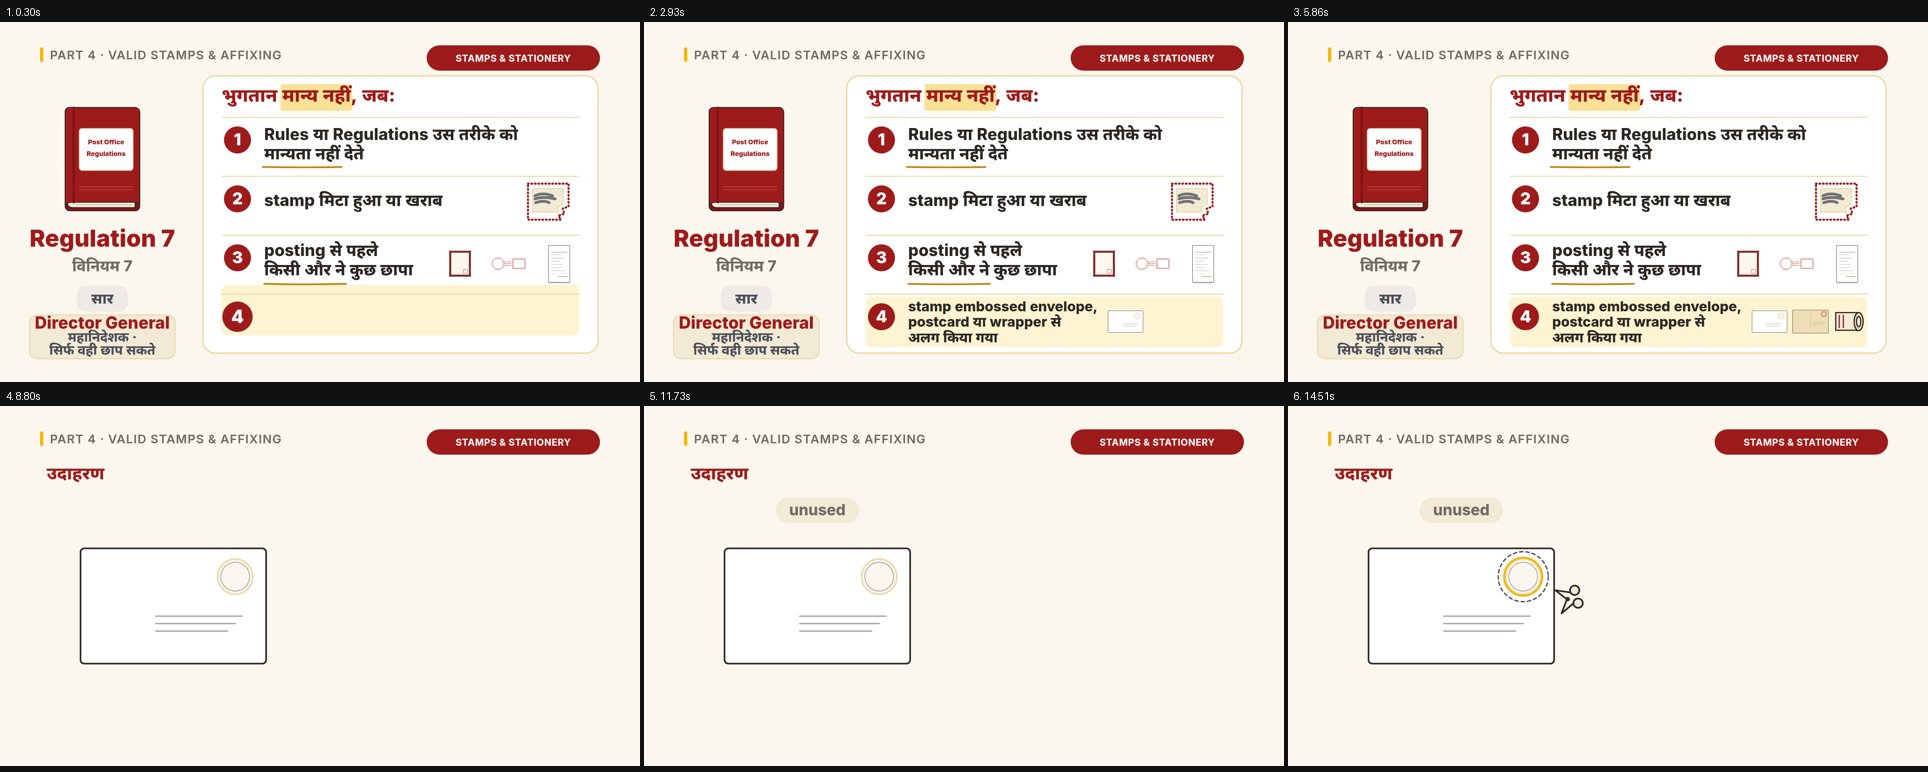 1. 0.30s
PART 4 · VALID STAMPS & AFFIXING
STAMPS & STATIONERY
Post Office
Regulations
Regulation 7
विनियम 7
सार
Director General
महानिदेशक ·
सिर्फ वही छाप सकते
भुगतान मान्य नहीं, जब:
1 Rules या Regulations उस तरीके को
मान्यता नहीं देते
2 stamp मिटा हुआ या खराब
3 posting से पहले
किसी और ने कुछ छापा
4
2. 2.93s
PART 4 · VALID STAMPS & AFFIXING
STAMPS & STATIONERY
Post Office
Regulations
Regulation 7
विनियम 7
सार
Director General
महानिदेशक ·
सिर्फ वही छाप सकते
भुगतान मान्य नहीं, जब:
1 Rules या Regulations उस तरीके को
मान्यता नहीं देते
2 stamp मिटा हुआ या खराब
3 posting से पहले
किसी और ने कुछ छापा
4 stamp embossed envelope,
postcard या wrapper से
अलग किया गया
3. 5.86s
PART 4 · VALID STAMPS & AFFIXING
STAMPS & STATIONERY
Post Office
Regulations
Regulation 7
विनियम 7
सार
Director General
महानिदेशक ·
सिर्फ वही छाप सकते
भुगतान मान्य नहीं, जब:
1 Rules या Regulations उस तरीके को
मान्यता नहीं देते
2 stamp मिटा हुआ या खराब
3 posting से पहले
किसी और ने कुछ छापा
4 stamp embossed envelope,
postcard या wrapper से
अलग किया गया
4. 8.80s
PART 4 · VALID STAMPS & AFFIXING
STAMPS & STATIONERY
उदाहरण
5. 11.73s
PART 4 · VALID STAMPS & AFFIXING
STAMPS & STATIONERY
उदाहरण
unused
6. 14.51s
PART 4 · VALID STAMPS & AFFIXING
STAMPS & STATIONERY
उदाहरण
unused